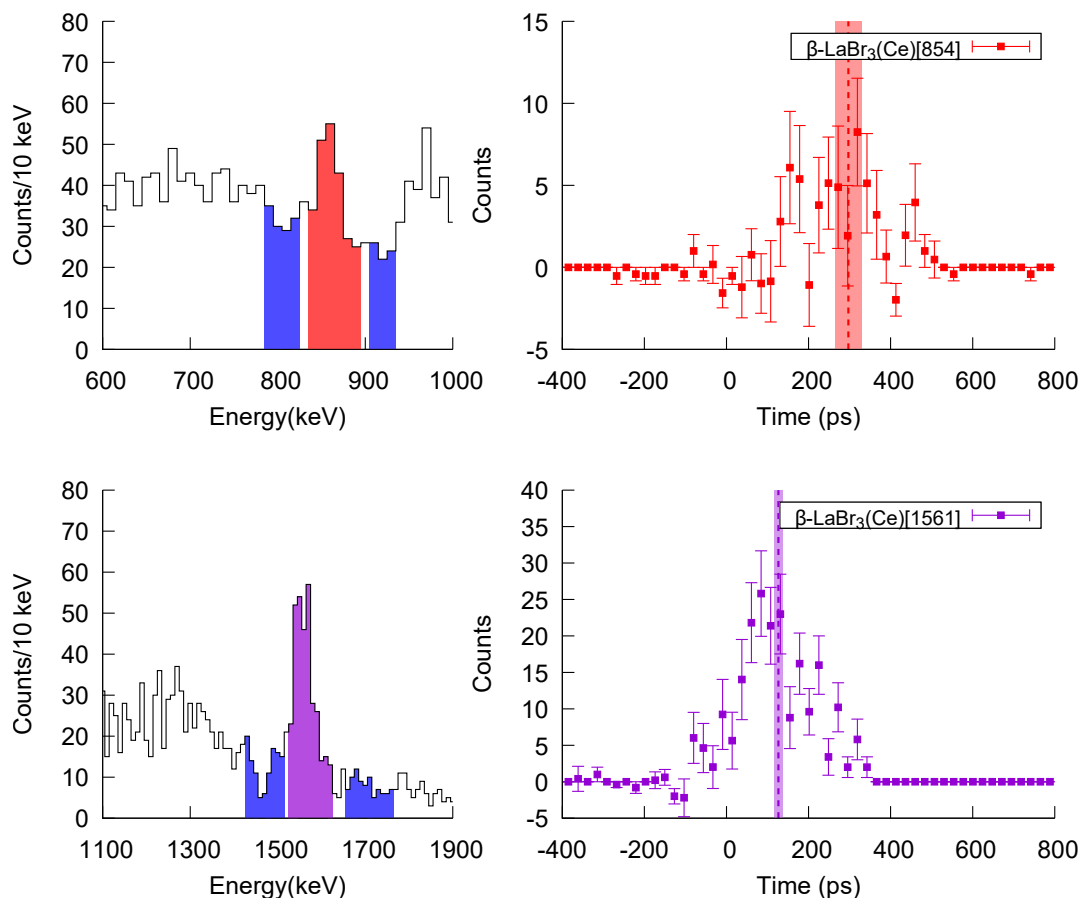 80
70
60
50
40
30
20
10
0
Counts/10 keV
600 700 800 900 1000
Energy(keV)
15
10
5
0
-5
Counts
β-LaBr₃(Ce)[854]
-400 -200 0 200 400 600 800
Time (ps)
80
70
60
50
40
30
20
10
0
Counts/10 keV
1100 1300 1500 1700 1900
Energy(keV)
40
35
30
25
20
15
10
5
0
-5
Counts
β-LaBr₃(Ce)[1561]
-400 -200 0 200 400 600 800
Time (ps)